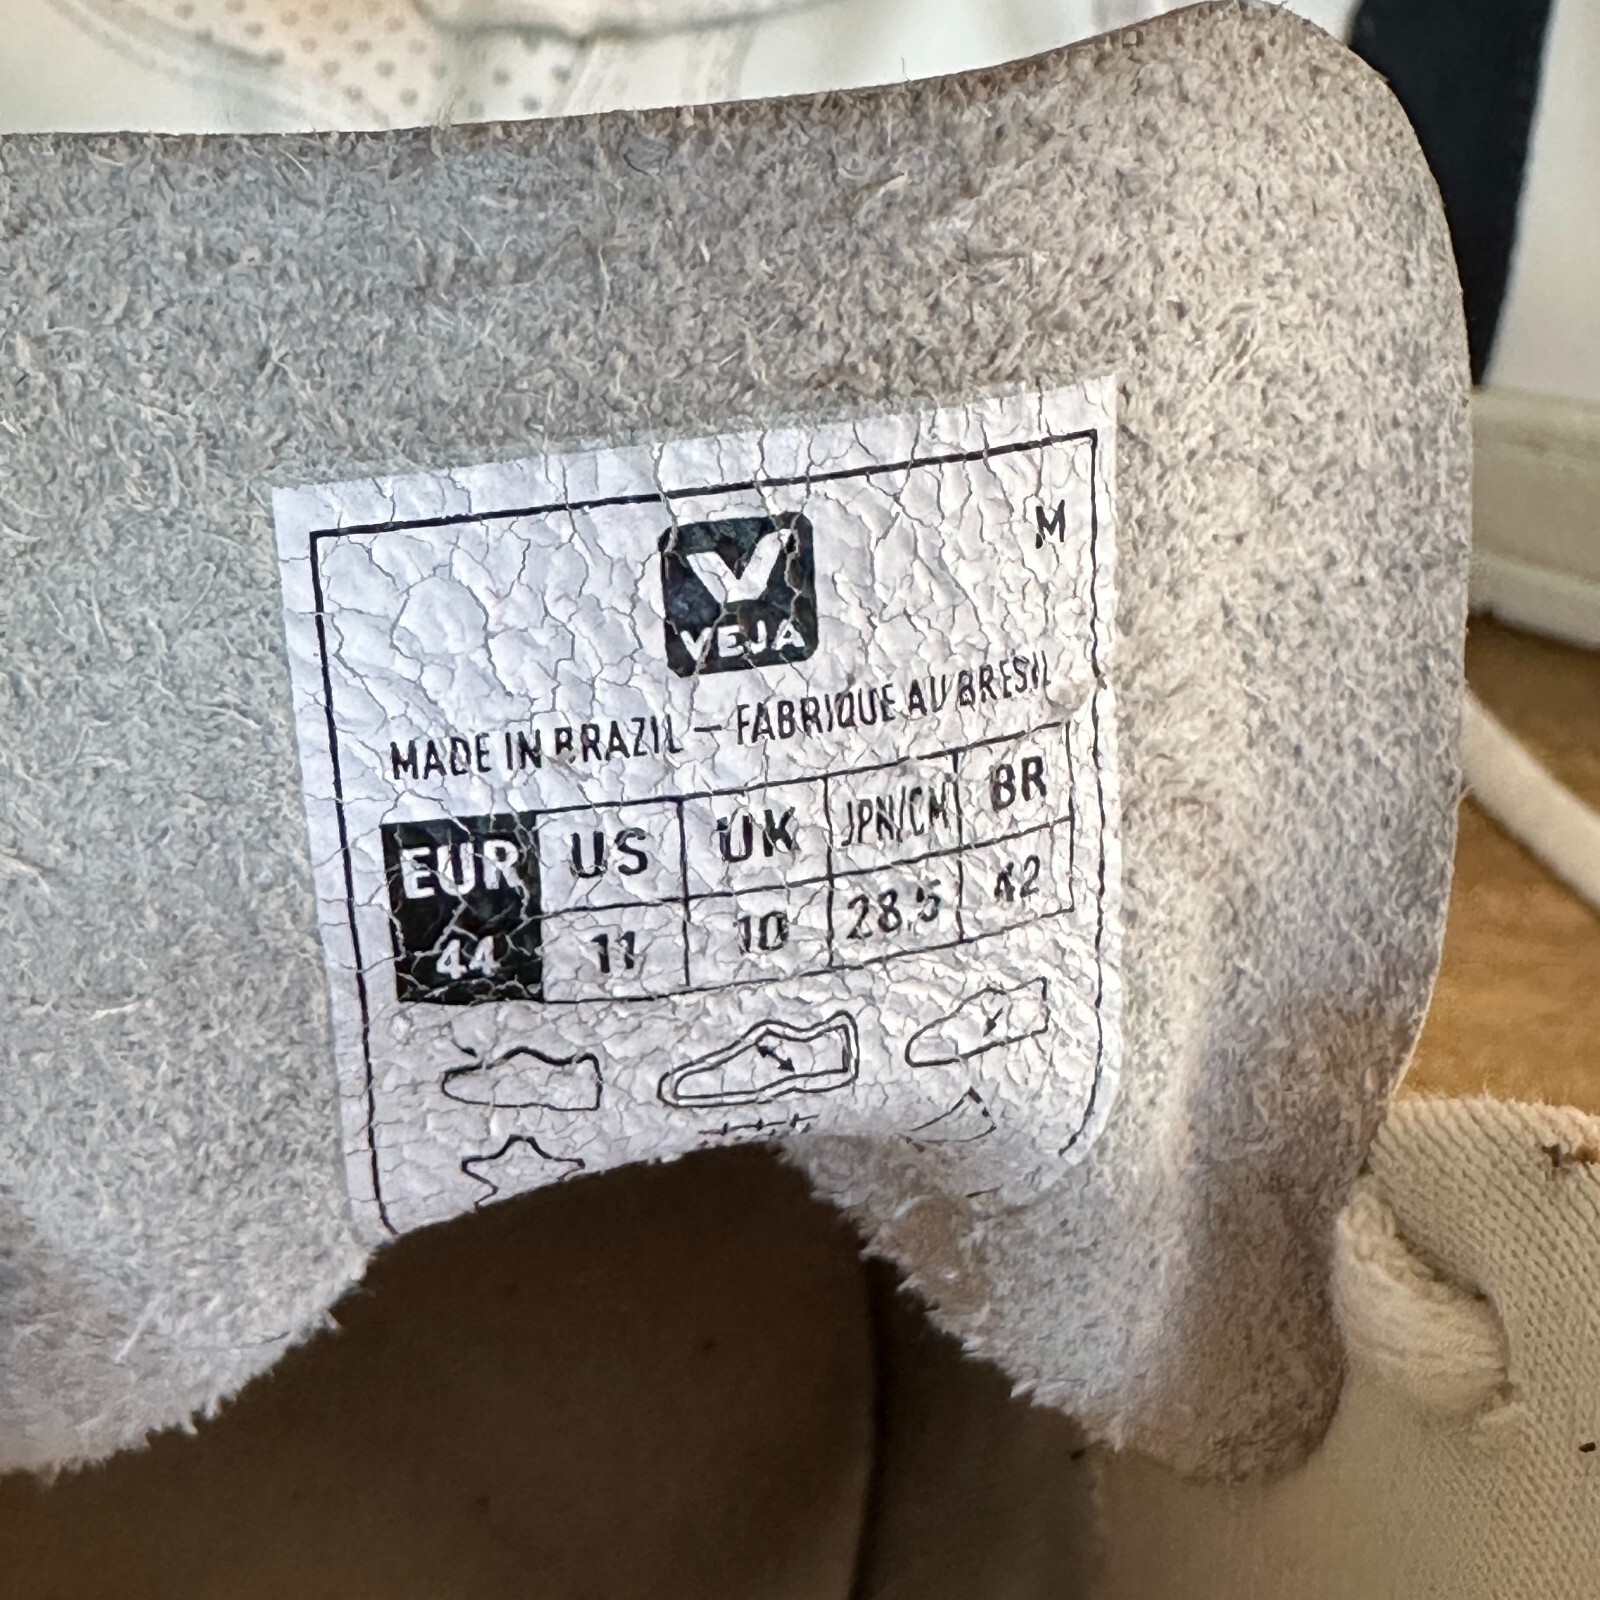 M
VEJA
MADE IN BRAZIL – FABRIQUE AU BRESIL
EUR US UK JPN/CM BR
44 11 10 28.5 42